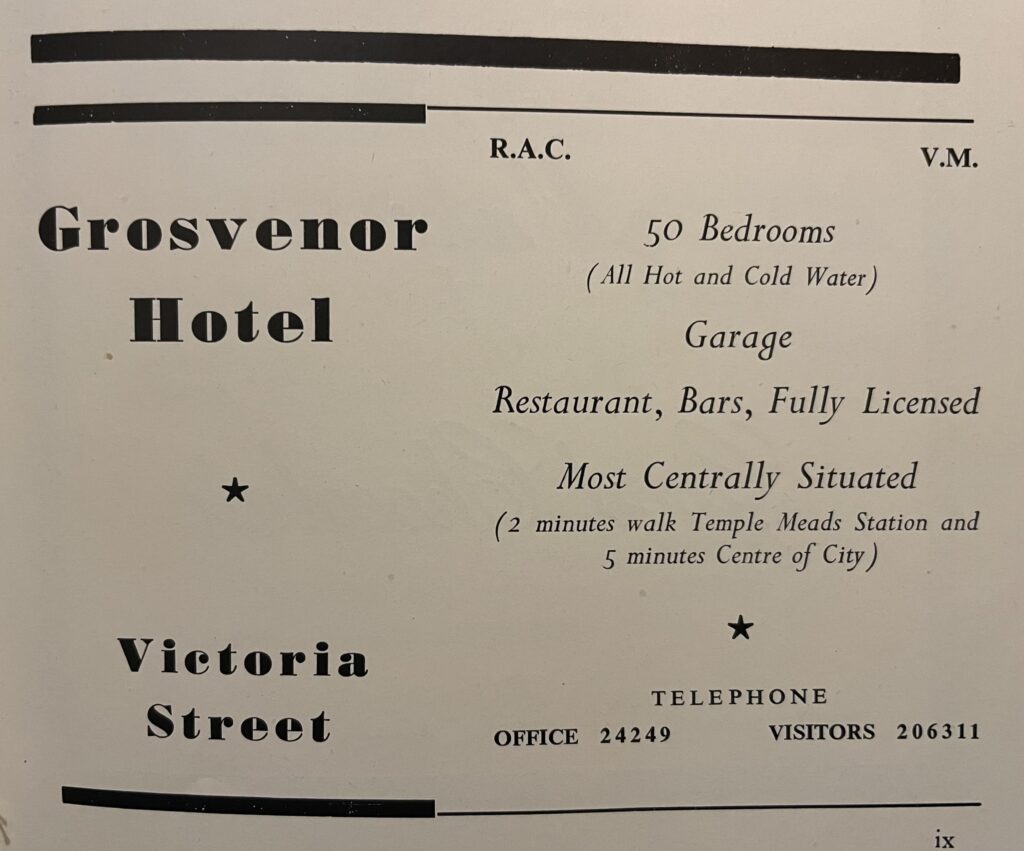 R.A.C. V.M.
Grosvenor
Hotel
★
Victoria
Street
50 Bedrooms
(All Hot and Cold Water)
Garage
Restaurant, Bars, Fully Licensed
Most Centrally Situated
(2 minutes walk Temple Meads Station and
5 minutes Centre of City)
★
TELEPHONE
OFFICE 24249 VISITORS 206311
ix